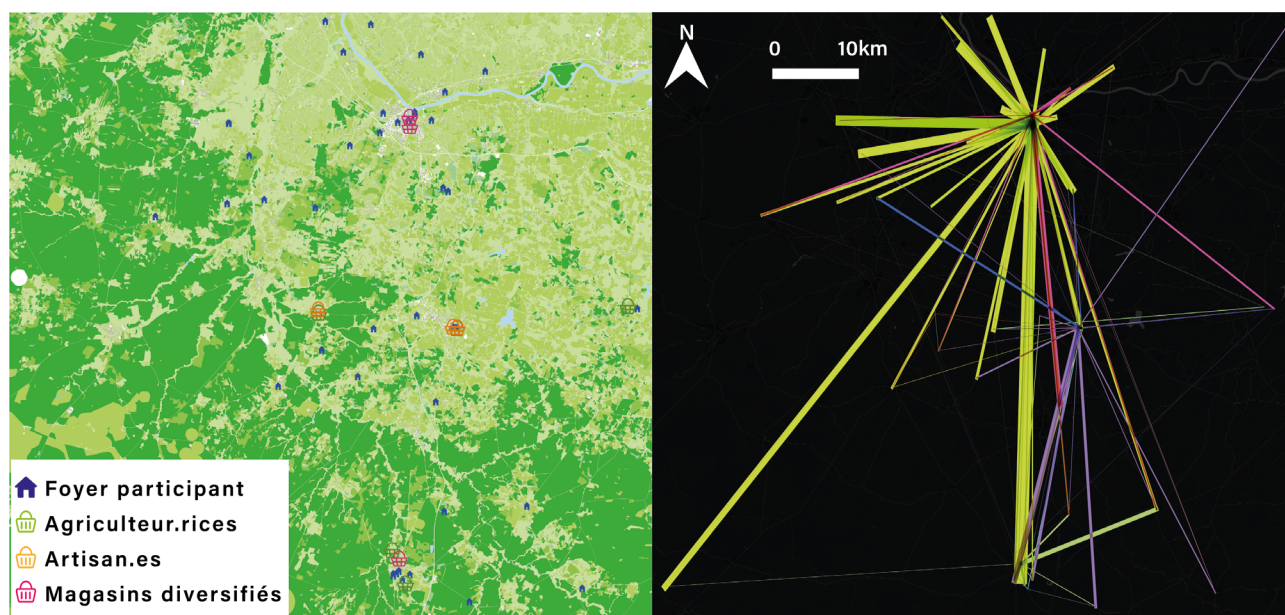 Foyer participant
Agriculteur.rices
Artisan.es
Magasins diversifiés
N
0 10km